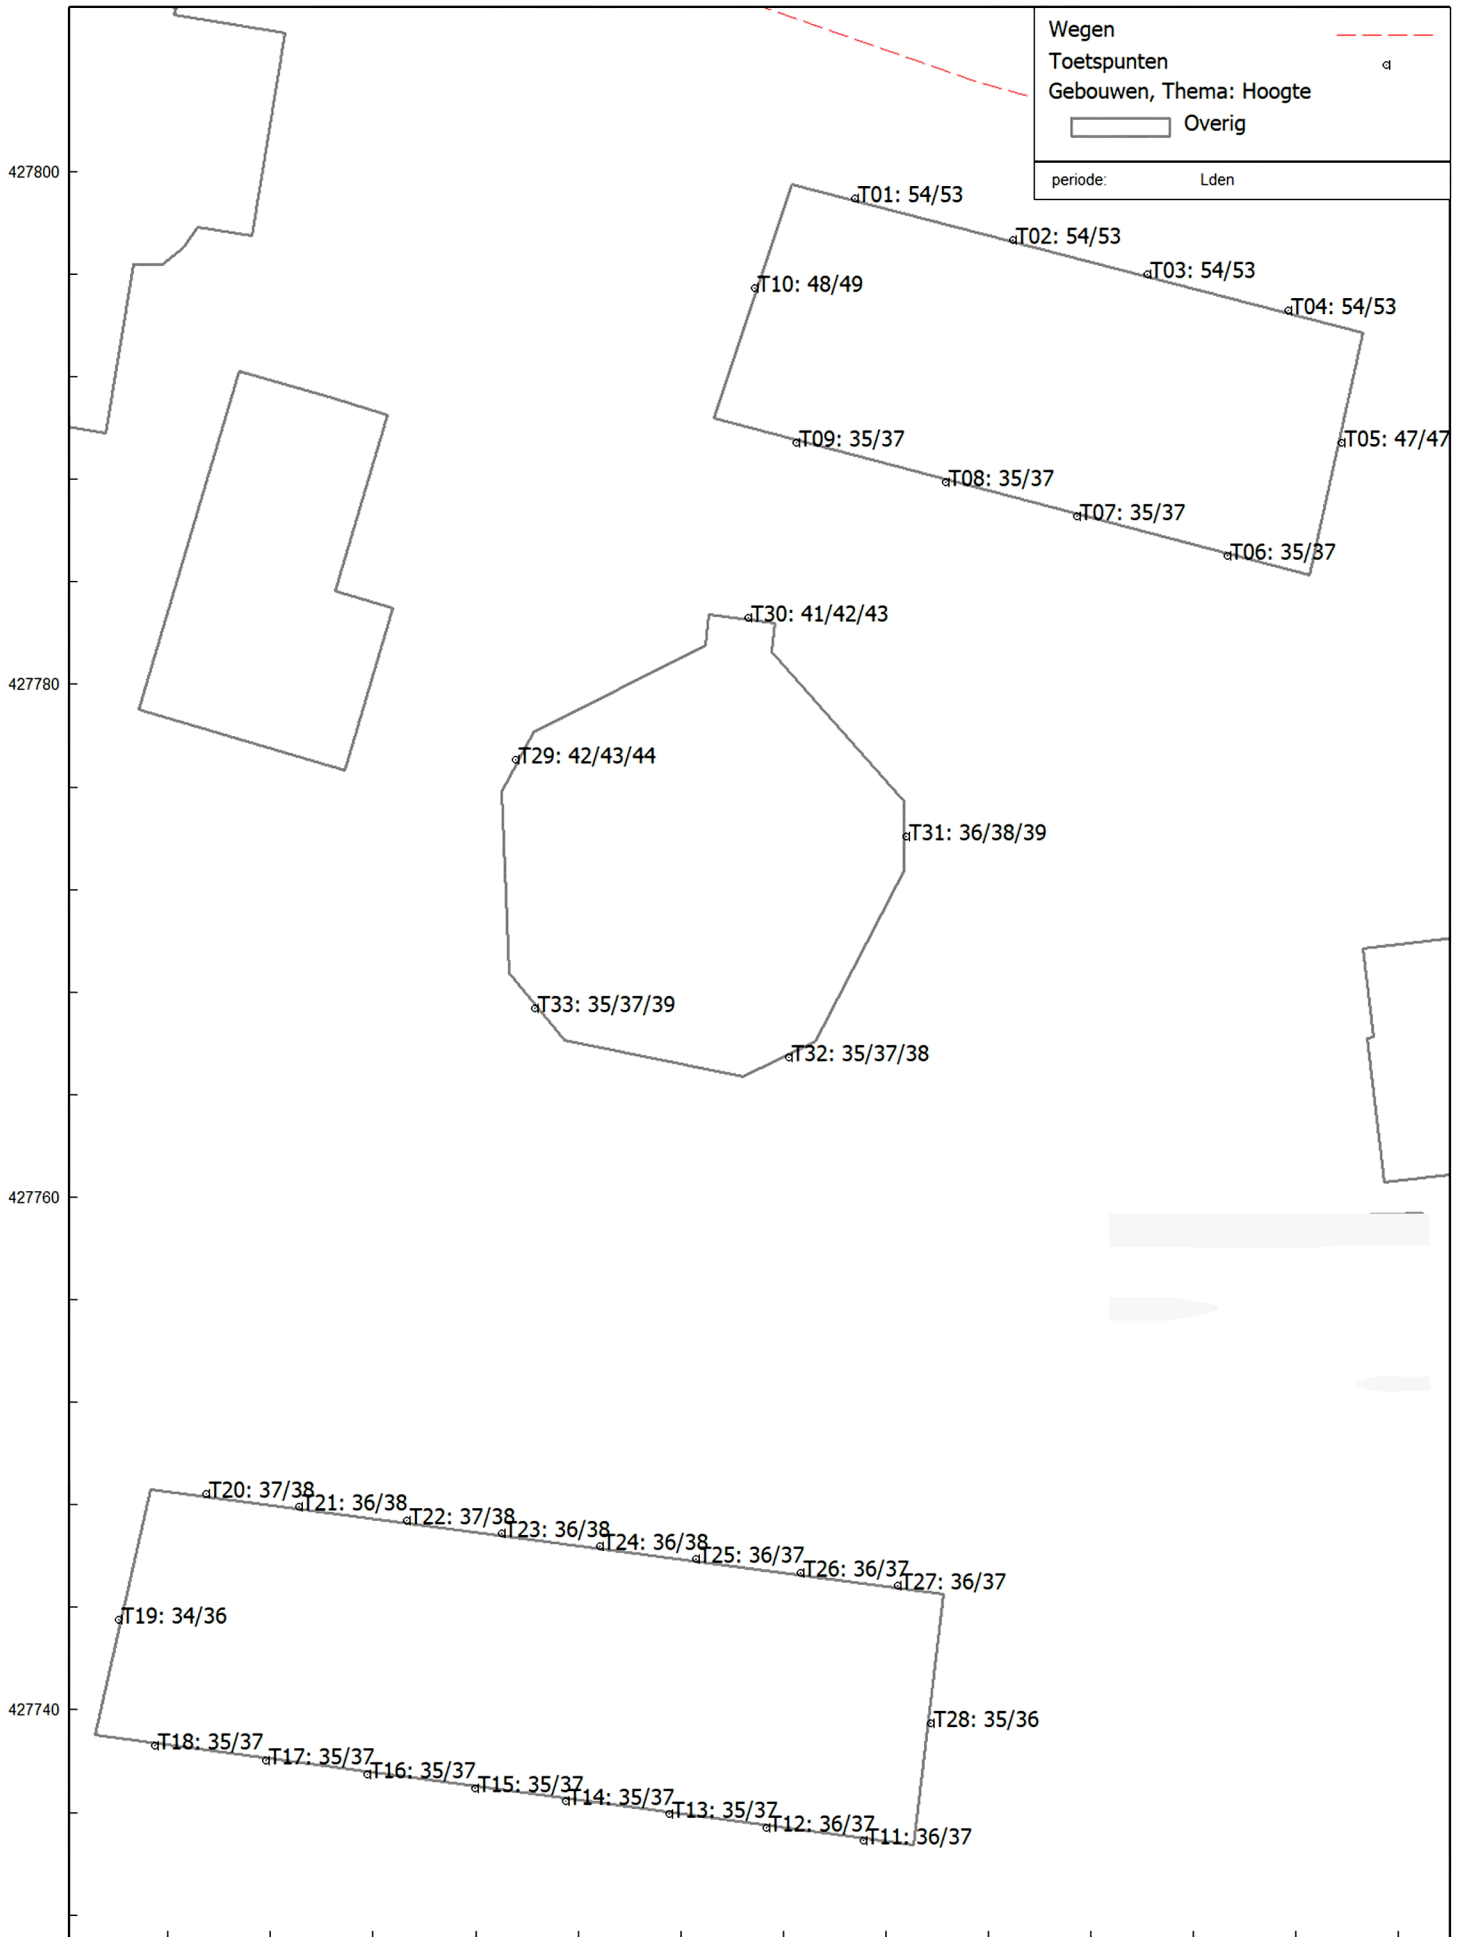 Wegen
Toetspunten
Gebouwen, Thema: Hoogte
Overig
periode: Lden
427800
T01: 54/53
T02: 54/53
T03: 54/53
T10: 48/49
T04: 54/53
T09: 35/37
T05: 47/47
T08: 35/37
T07: 35/37
T06: 35/37
T30: 41/42/43
427780
T29: 42/43/44
T31: 36/38/39
T33: 35/37/39
T32: 35/37/38
427760
T20: 37/38
T21: 36/38
T22: 37/38
T23: 36/38
T24: 36/38
T25: 36/37
T26: 36/37
T27: 36/37
T19: 34/36
427740
T28: 35/36
T18: 35/37
T17: 35/37
T16: 35/37
T15: 35/37
T14: 35/37
T13: 35/37
T12: 36/37
T11: 36/37